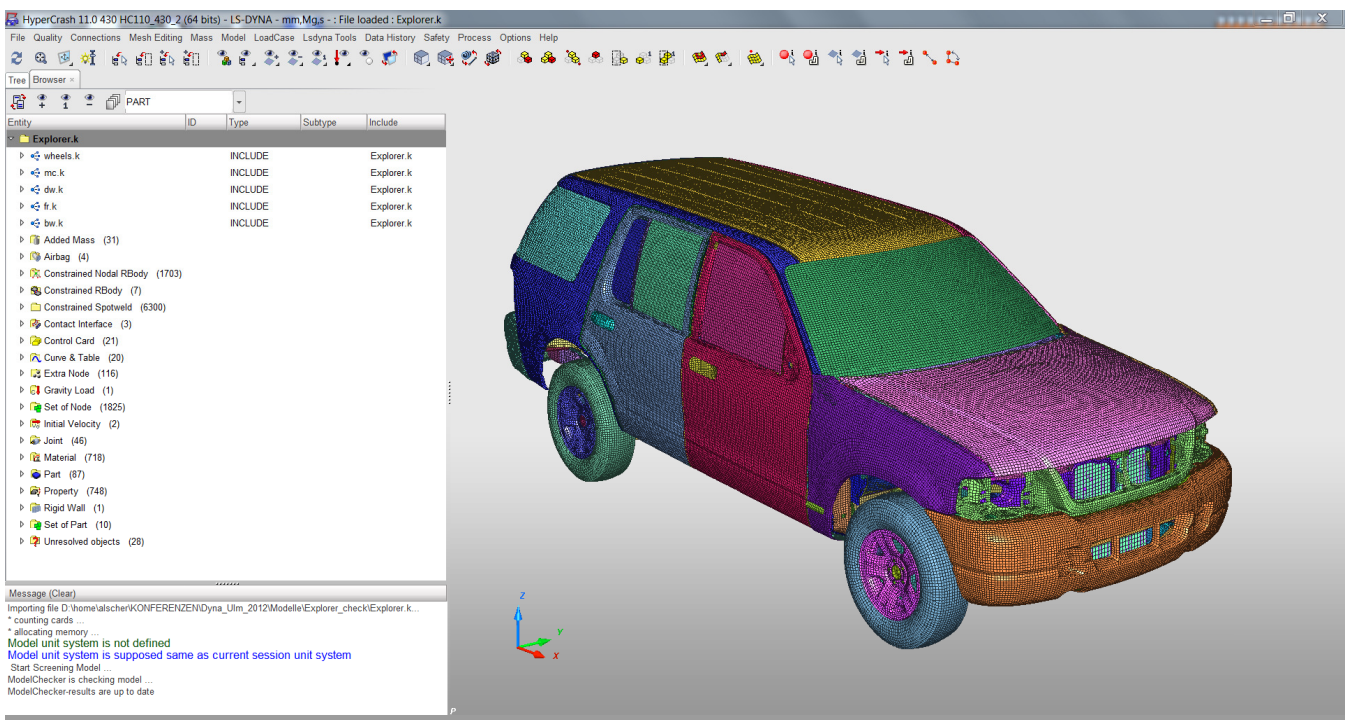 HyperCrash 11.0 430 HC110_430_2 (64 bits) - LS-DYNA - mm,Mg,s - : File loaded : Explorer.k
File Quality Connections Mesh Editing Mass Model LoadCase Lsdyna Tools Data History Safety Process Options Help
Tree Browser
PART
Entity ID Type Subtype Include
Explorer.k
wheels.k INCLUDE Explorer.k
mc.k INCLUDE Explorer.k
dw.k INCLUDE Explorer.k
fr.k INCLUDE Explorer.k
bw.k INCLUDE Explorer.k
Added Mass (31)
Airbag (4)
Constrained Nodal RBody (1703)
Constrained RBody (7)
Constrained Spotweld (6300)
Contact Interface (3)
Control Card (21)
Curve & Table (20)
Extra Node (116)
Gravity Load (1)
Set of Node (1825)
Initial Velocity (2)
Joint (46)
Material (718)
Part (87)
Property (748)
Rigid Wall (1)
Set of Part (10)
Unresolved objects (28)
Message (Clear)
Importing file D:\home\alscher\KONFERENZEN\Dyna_Ulm_2012\Modelle\Explorer_check\Explorer.k...
* counting cards ...
* allocating memory ...
Model unit system is not defined
Model unit system is supposed same as current session unit system
Start Screening Model ...
ModelChecker is checking model ...
ModelChecker-results are up to date
Z
Y
X
P